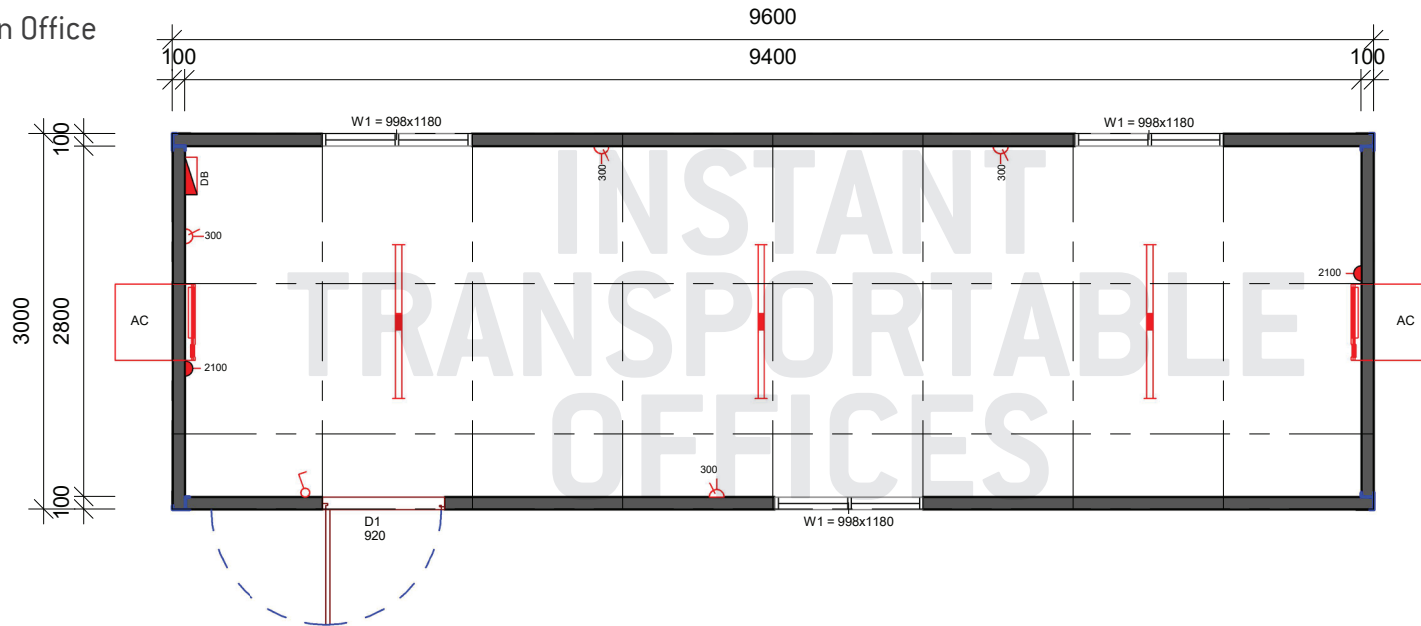 n Office
9600
100 9400 100
W1 = 998x1180
W1 = 998x1180
100
DB
300
300
300
INSTANT
TRANSPORTABLE
OFFICES
3000
2800
AC
2100
2100
AC
300
100
D1
920
W1 = 998x1180